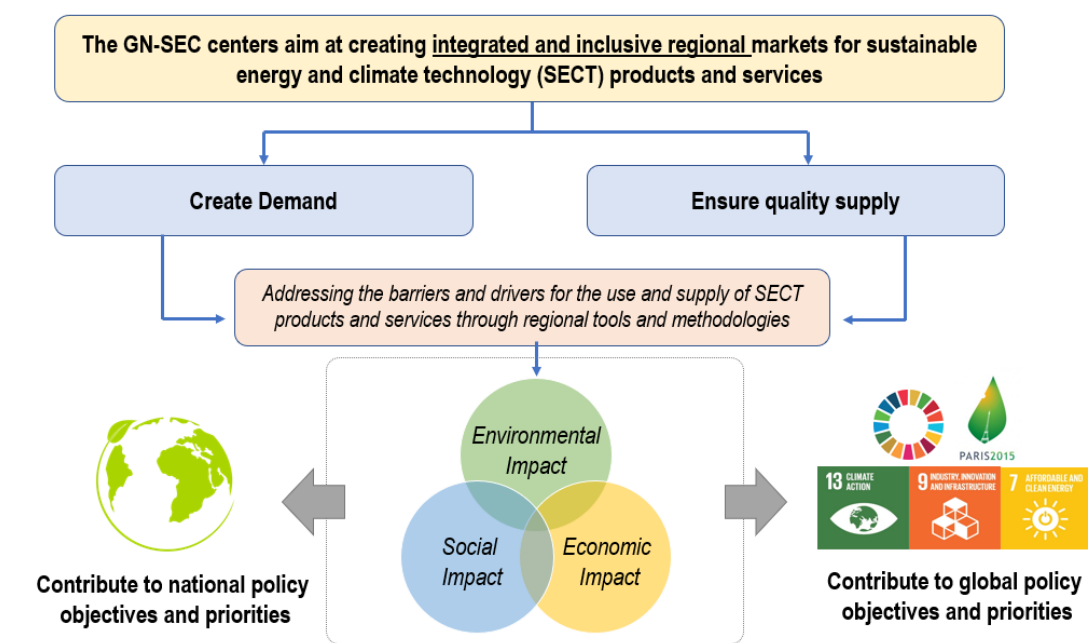 The GN-SEC centers aim at creating integrated and inclusive regional markets for sustainable
energy and climate technology (SECT) products and services
Create Demand
Ensure quality supply
Addressing the barriers and drivers for the use and supply of SECT
products and services through regional tools and methodologies
Environmental
Impact
Social
Impact
Economic
Impact
Contribute to national policy
objectives and priorities
PARIS2015
13 CLIMATE
ACTION
9 INDUSTRY, INNOVATION
AND INFRASTRUCTURE
7 AFFORDABLE AND
CLEAN ENERGY
Contribute to global policy
objectives and priorities